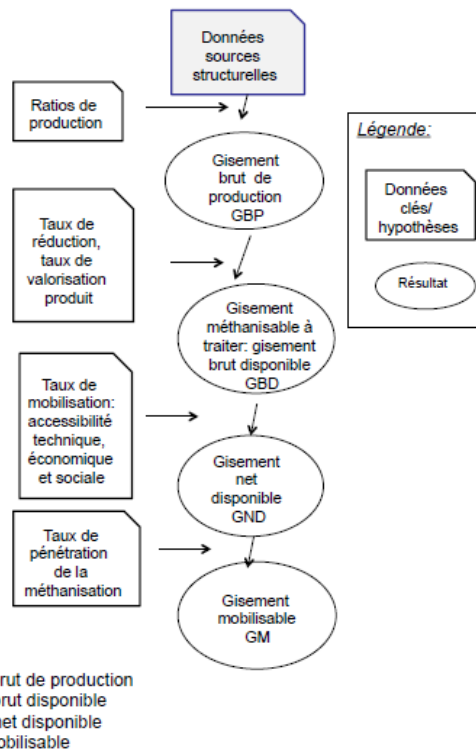 Données
sources
structurelles
Ratios de
production
Légende:
Gisement
brut de
production
GBP
Données
clés/
hypothèses
Taux de
réduction,
taux de
valorisation
produit
Résultat
Gisement
méthanisable à
traiter: gisement
brut disponible
GBD
Taux de
mobilisation:
accessibilité
technique,
économique
et sociale
Gisement
net
disponible
GND
Taux de
pénétration
de la
méthanisation
Gisement
mobilisable
GM
rut de production
rut disponible
net disponible
obilisable